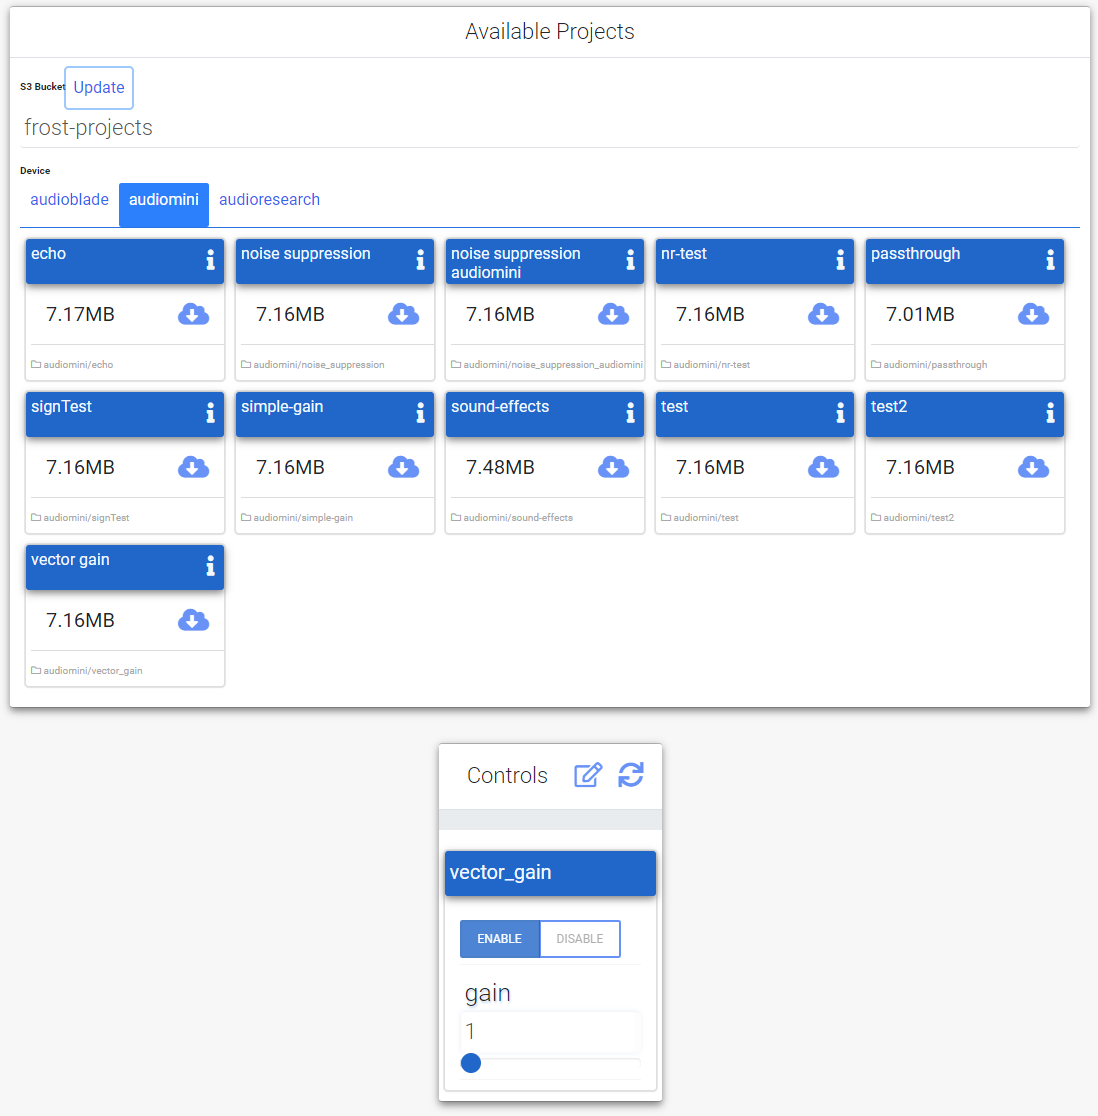 Available Projects
S3 Bucket Update
frost-projects
Device
audioblade audiomini audioresearch
echo
7.17MB
audiomini/echo
noise suppression
7.16MB
audiomini/noise_suppression
noise suppression
audiomini
7.16MB
audiomini/noise_suppression_audiomini
nr-test
7.16MB
audiomini/nr-test
passthrough
7.01MB
audiomini/passthrough
signTest
7.16MB
audiomini/signTest
simple-gain
7.16MB
audiomini/simple-gain
sound-effects
7.48MB
audiomini/sound-effects
test
7.16MB
audiomini/test
test2
7.16MB
audiomini/test2
vector gain
7.16MB
audiomini/vector_gain
Controls
vector_gain
ENABLE DISABLE
gain
1